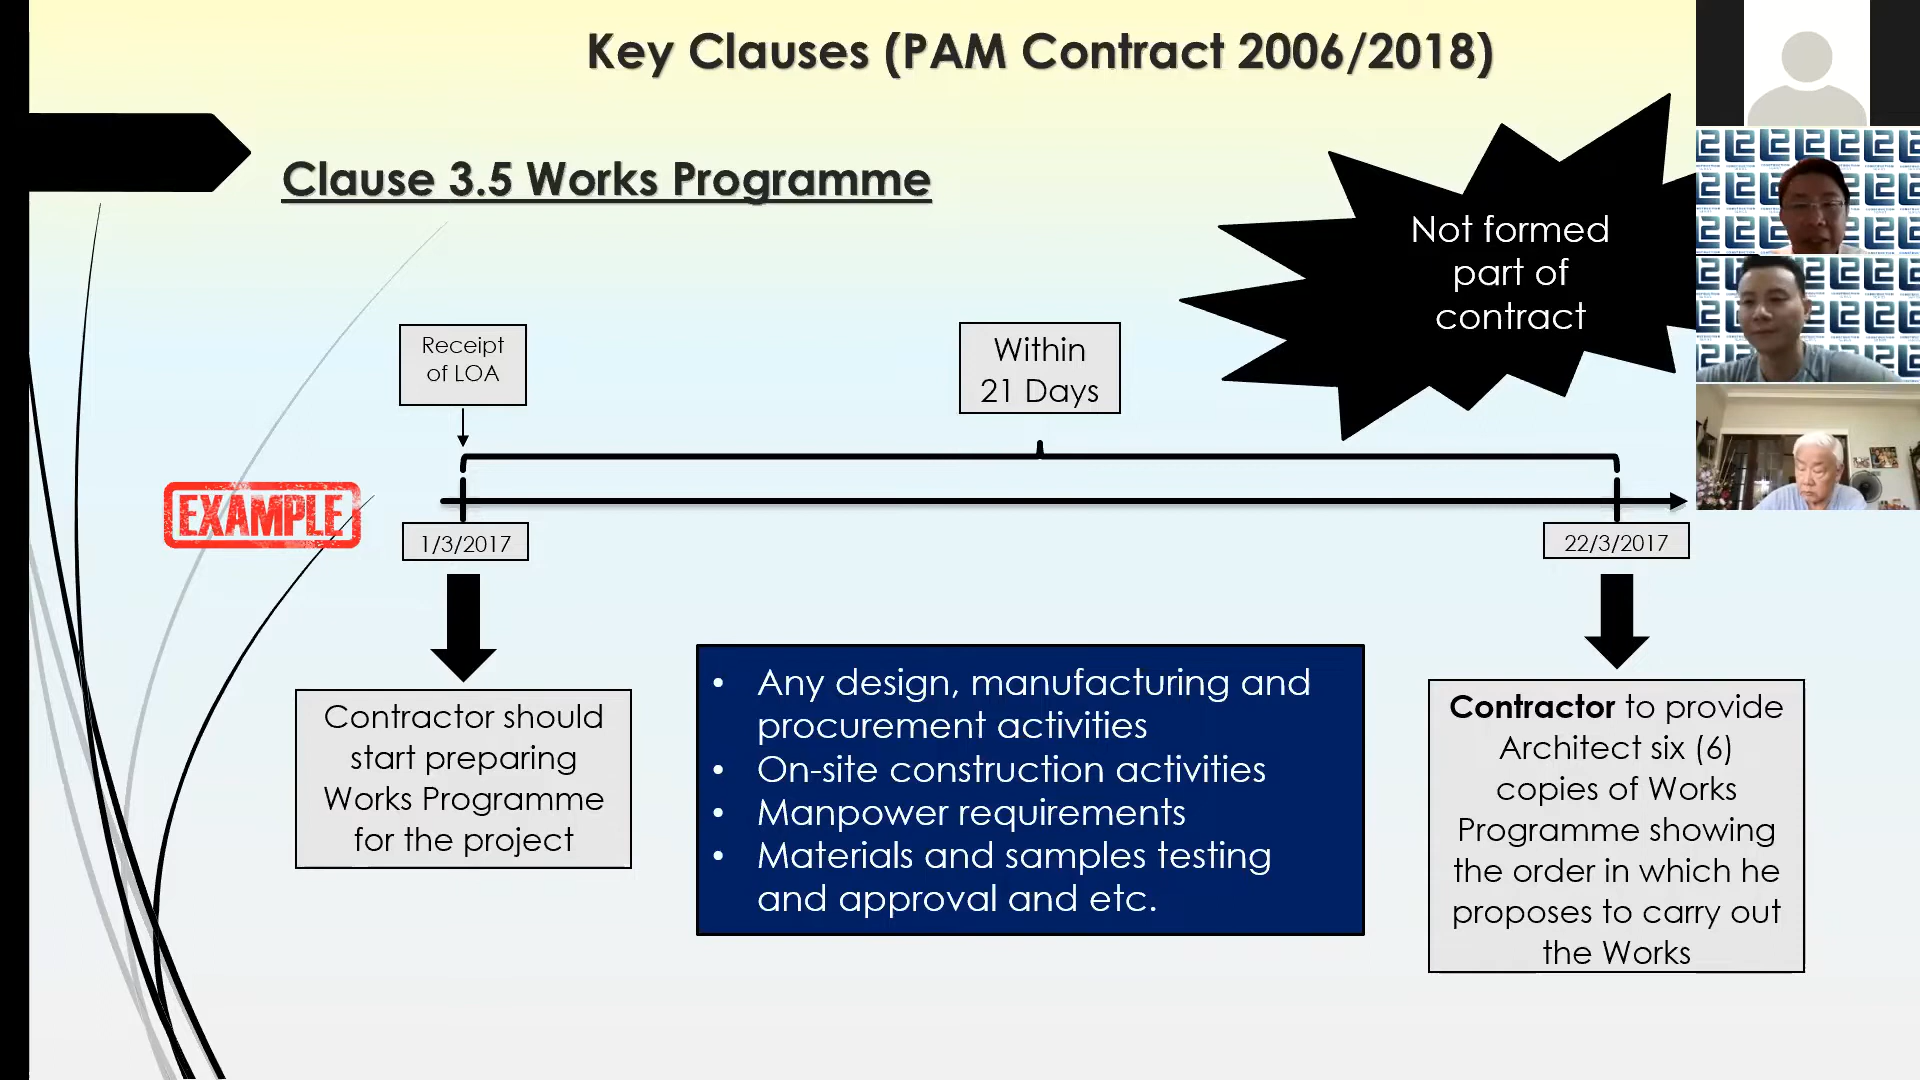 Key Clauses (PAM Contract 2006/2018)
Clause 3.5 Works Programme
Not formed
part of
contract
Receipt
of LOA
Within
21 Days
EXAMPLE
1/3/2017
22/3/2017
Contractor should
start preparing
Works Programme
for the project
• Any design, manufacturing and
procurement activities
• On-site construction activities
• Manpower requirements
• Materials and samples testing
and approval and etc.
Contractor to provide
Architect six (6)
copies of Works
Programme showing
the order in which he
proposes to carry out
the Works